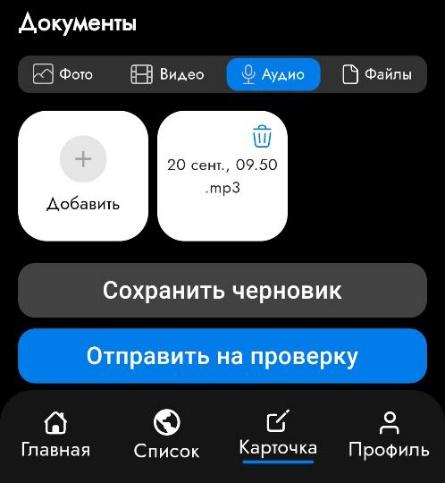 Документы
Фото Видео Аудио Файлы
Добавить
20 сент., 09.50
.mp3
Сохранить черновик
Отправить на проверку
Главная Список Карточка Профиль